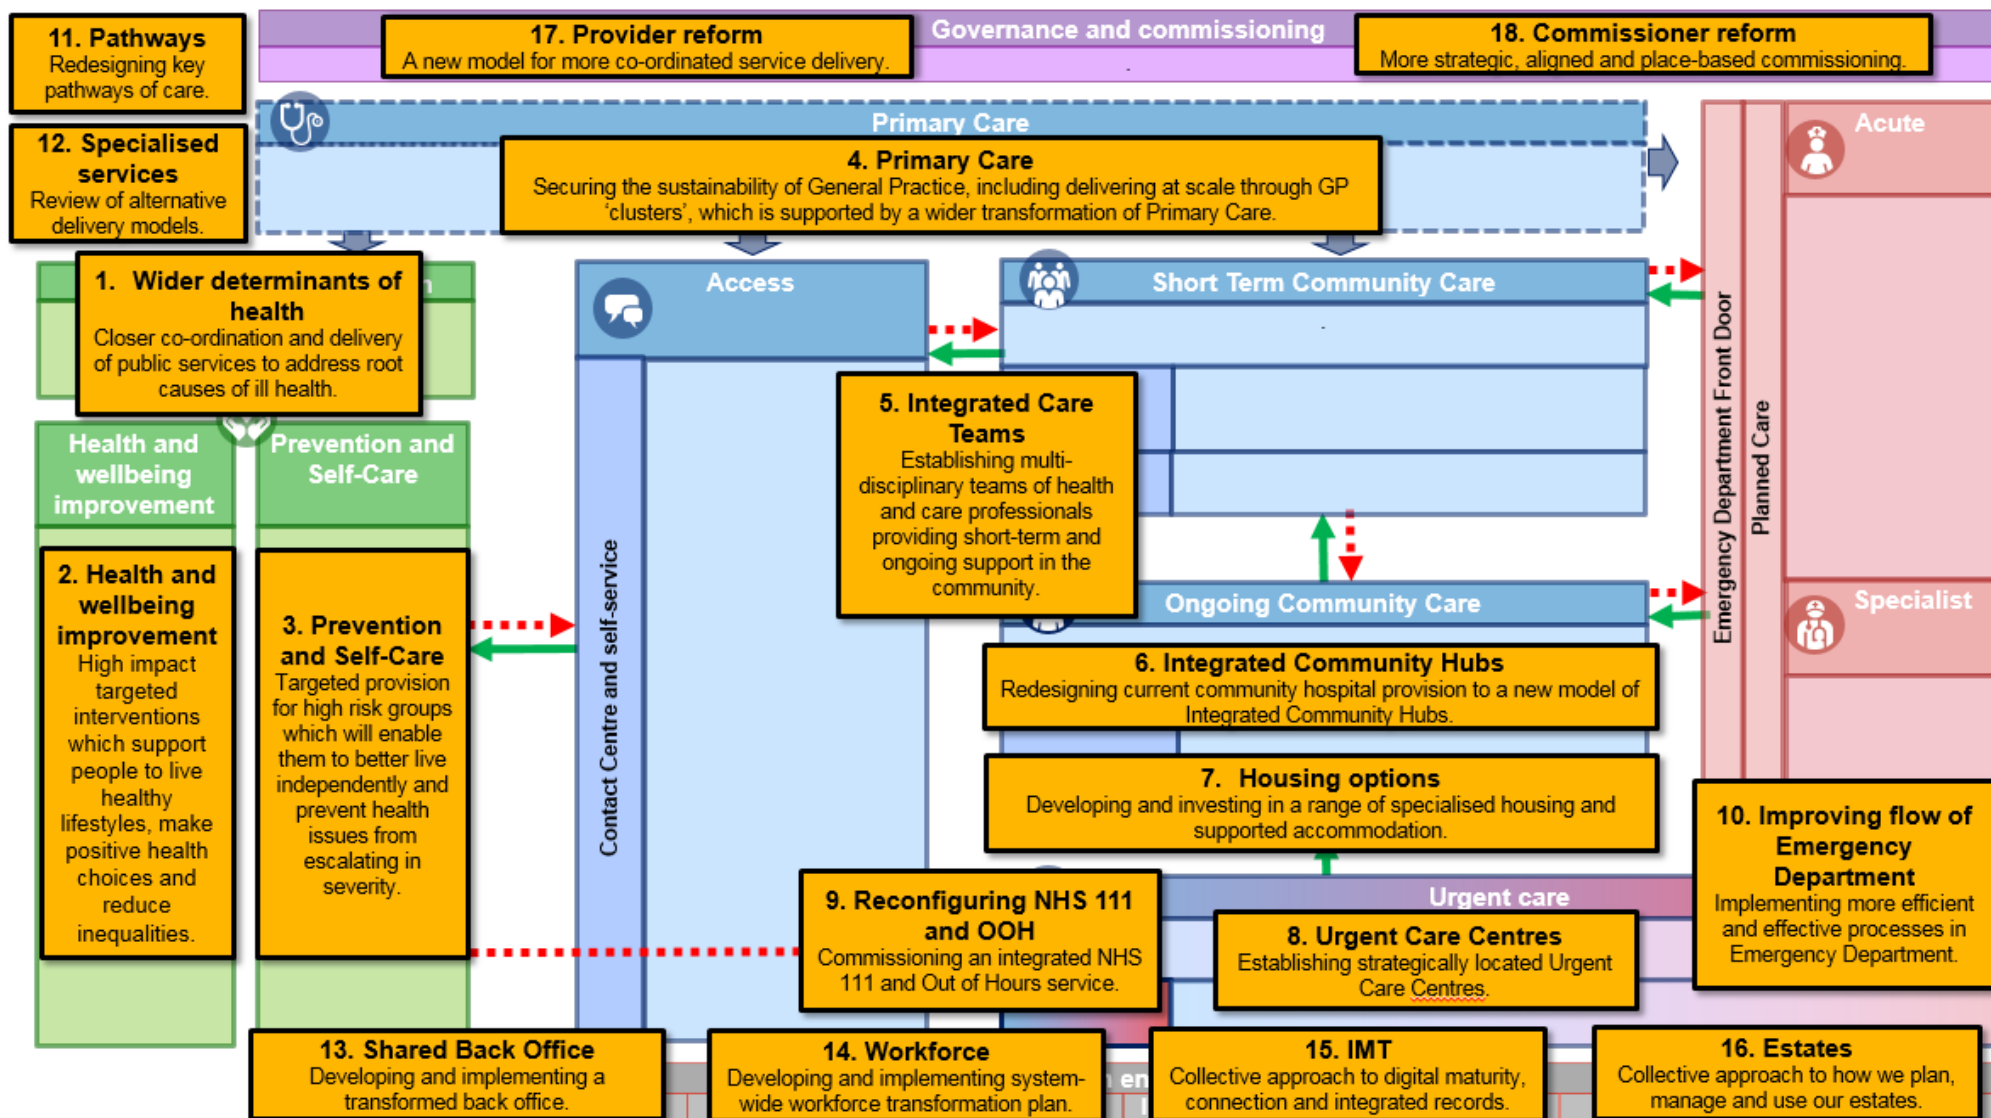 11. Pathways
Redesigning key
pathways of care.
Governance and commissioning
17. Provider reform
A new model for more co-ordinated service delivery.
18. Commissioner reform
More strategic, aligned and place-based commissioning.
12. Specialised
services
Review of alternative
delivery models.
Primary Care
4. Primary Care
Securing the sustainability of General Practice, including delivering at scale through GP
‘clusters’, which is supported by a wider transformation of Primary Care.
Acute
1. Wider determinants of
health
Closer co-ordination and delivery
of public services to address root
causes of ill health.
Access
Short Term Community Care
Emergency Department Front Door
Planned Care
5. Integrated Care
Teams
Establishing multi-
disciplinary teams of health
and care professionals
providing short-term and
ongoing support in the
community.
Health and
wellbeing
improvement
Prevention and
Self-Care
2. Health and
wellbeing
improvement
High impact
targeted
interventions
which support
people to live
healthy
lifestyles, make
positive health
choices and
reduce
inequalities.
3. Prevention
and Self-Care
Targeted provision
for high risk groups
which will enable
them to better live
independently and
prevent health
issues from
escalating in
severity.
Contact Centre and self-service
Ongoing Community Care
Specialist
6. Integrated Community Hubs
Redesigning current community hospital provision to a new model of
Integrated Community Hubs.
7. Housing options
Developing and investing in a range of specialised housing and
supported accommodation.
10. Improving flow of
Emergency
Department
Implementing more efficient
and effective processes in
Emergency Department.
Urgent care
9. Reconfiguring NHS 111
and OOH
Commissioning an integrated NHS
111 and Out of Hours service.
8. Urgent Care Centres
Establishing strategically located Urgent
Care Centres.
13. Shared Back Office
Developing and implementing a
transformed back office.
14. Workforce
Developing and implementing system-
wide workforce transformation plan.
15. IMT
Collective approach to digital maturity,
connection and integrated records.
16. Estates
Collective approach to how we plan,
manage and use our estates.